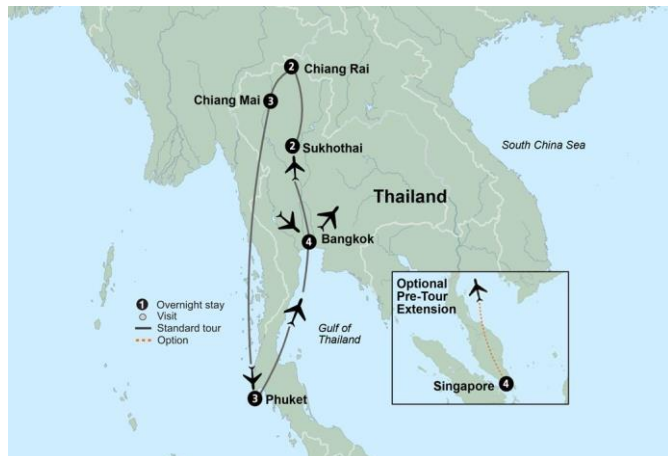 2 Chiang Rai
Chiang Mai 3
South China Sea
2 Sukhothai
Thailand
4 Bangkok
Optional
Pre-Tour
Extension
1 Overnight stay
Visit
Standard tour
Option
Gulf of
Thailand
Singapore 4
3 Phuket